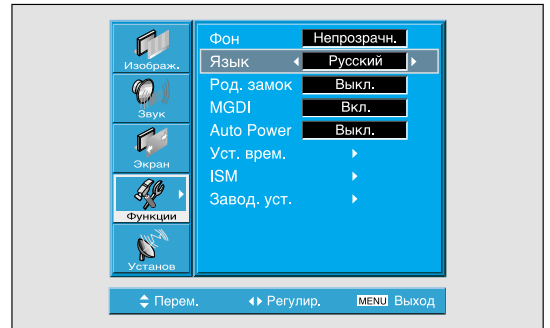 Изображ.
Звук
Экран
Функции
Установ
Фон Непрозрачн.
Язык Русский
Род. замок Выкл.
MGDI Вкл.
Auto Power Выкл.
Уст. врем.
ISM
Завод. уст.
Перем. Регулир. MENU Выход